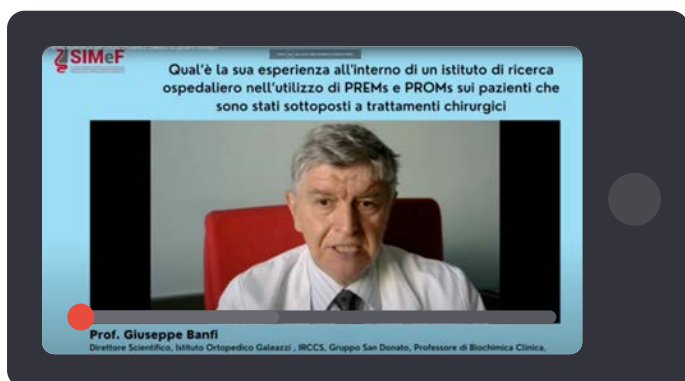 SIMeF
Qual'è la sua esperienza all'interno di un istituto di ricerca
ospedaliero nell'utilizzo di PREMs e PROMs sui pazienti che
sono stati sottoposti a trattamenti chirurgici
Prof. Giuseppe Banfi
Direttore Scientifico, Istituto Ortopedico Galeazzi , IRCCS, Gruppo San Donato, Professore di Biochimica Clinica,